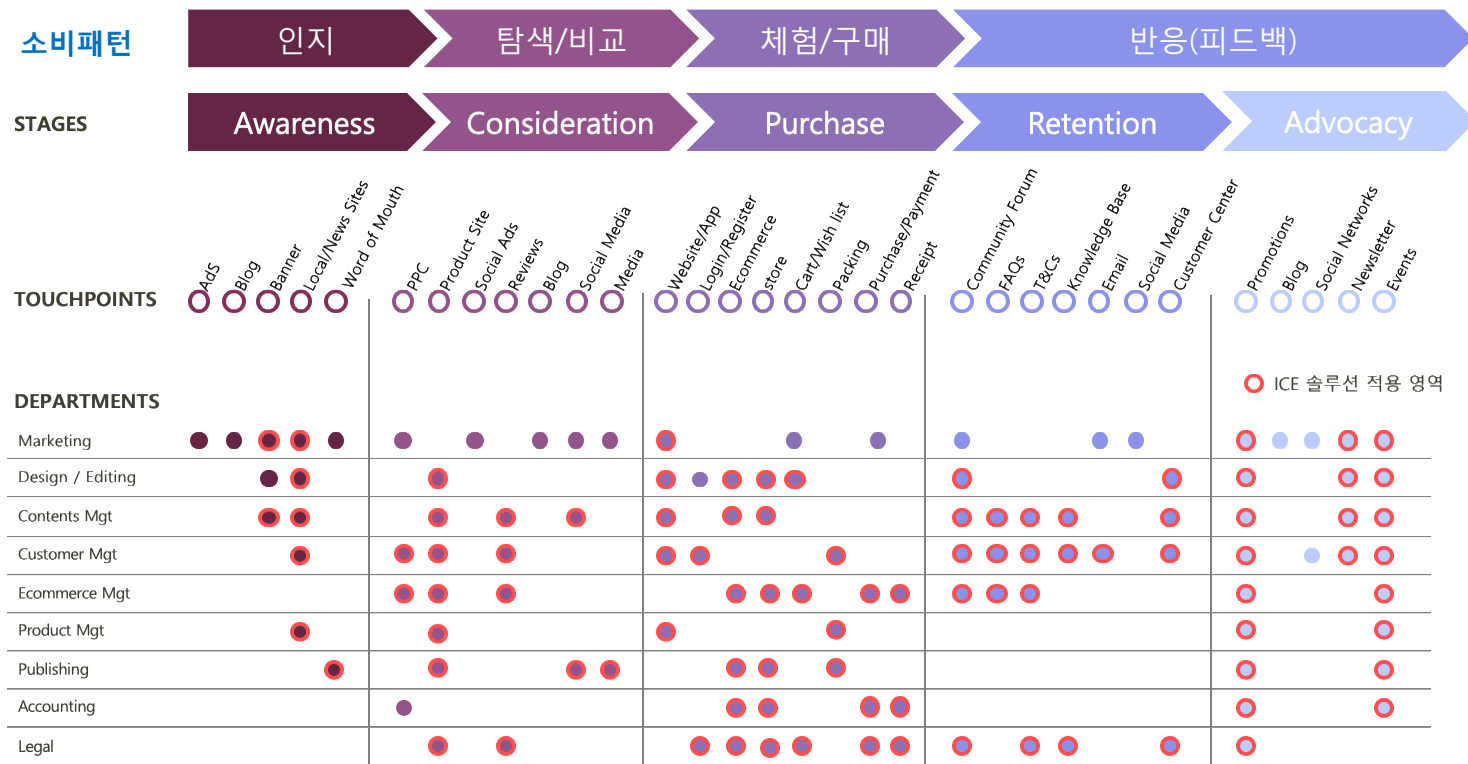 소비패턴
인지
탐색/비교
체험/구매
반응(피드백)
STAGES
Awareness
Consideration
Purchase
Retention
Advocacy
TOUCHPOINTS
AdS
Blog
Banner
Local/News Sites
Word of Mouth
PPC
Product Site
Social Ads
Reviews
Blog
Social Media
Media
Website/App
Login/Register
Ecommerce
store
Cart/Wish list
Packing
Purchase/Payment
Receipt
Community Forum
FAQs
T&Cs
Knowledge Base
Email
Social Media
Customer Center
Promotions
Blog
Social Networks
Newsletter
Events
ICE 솔루션 적용 영역
DEPARTMENTS
Marketing
Design / Editing
Contents Mgt
Customer Mgt
Ecommerce Mgt
Product Mgt
Publishing
Accounting
Legal